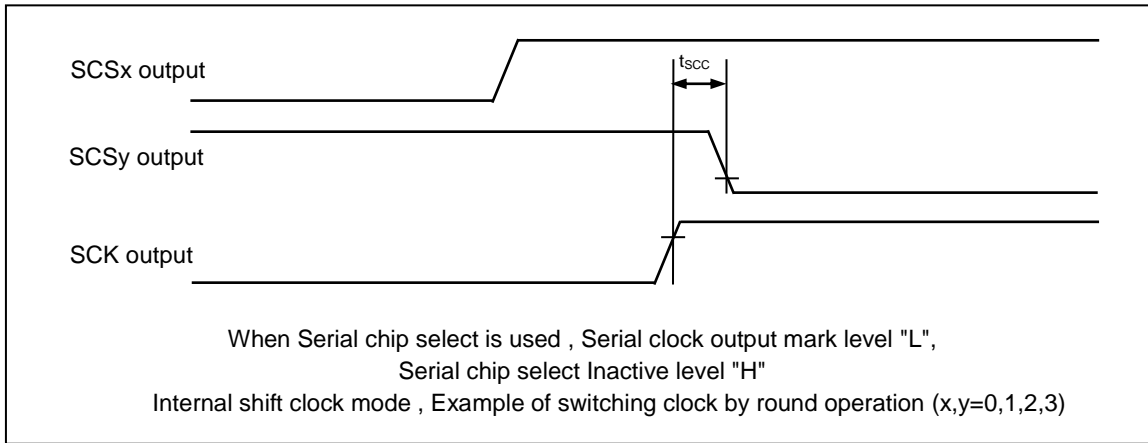 SCSx output
tSCC
SCSy output
SCK output
When Serial chip select is used , Serial clock output mark level "L",
Serial chip select Inactive level "H"
Internal shift clock mode , Example of switching clock by round operation (x,y=0,1,2,3)